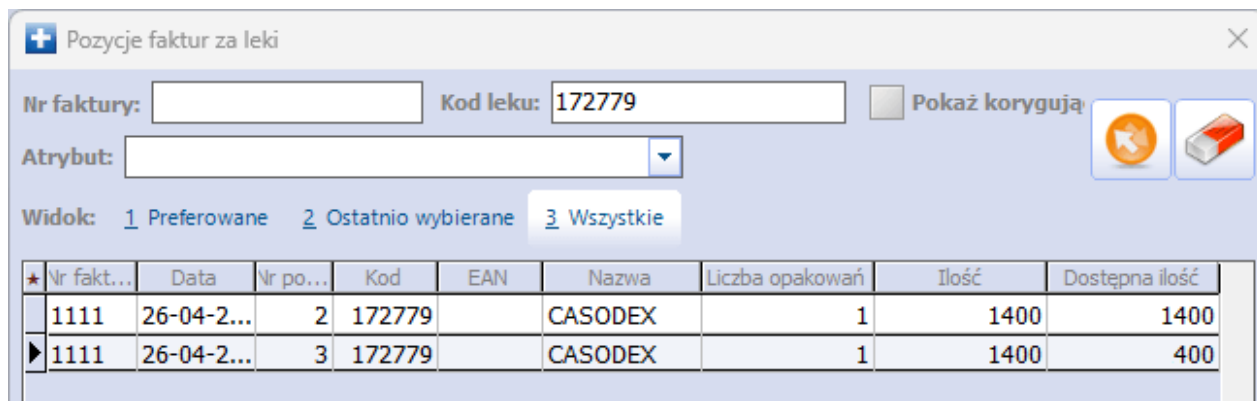 Pozycje faktur za leki
Nr faktury: Kod leku: 172779 Pokaż korygują
Atrybut:
Widok: 1 Preferowane 2 Ostatnio wybierane 3 Wszystkie
Nr fakt... Data Nr po... Kod EAN Nazwa Liczba opakowań Ilość Dostępna ilość
1111 26-04-2... 2 172779 CASODEX 1 1400 1400
1111 26-04-2... 3 172779 CASODEX 1 1400 400